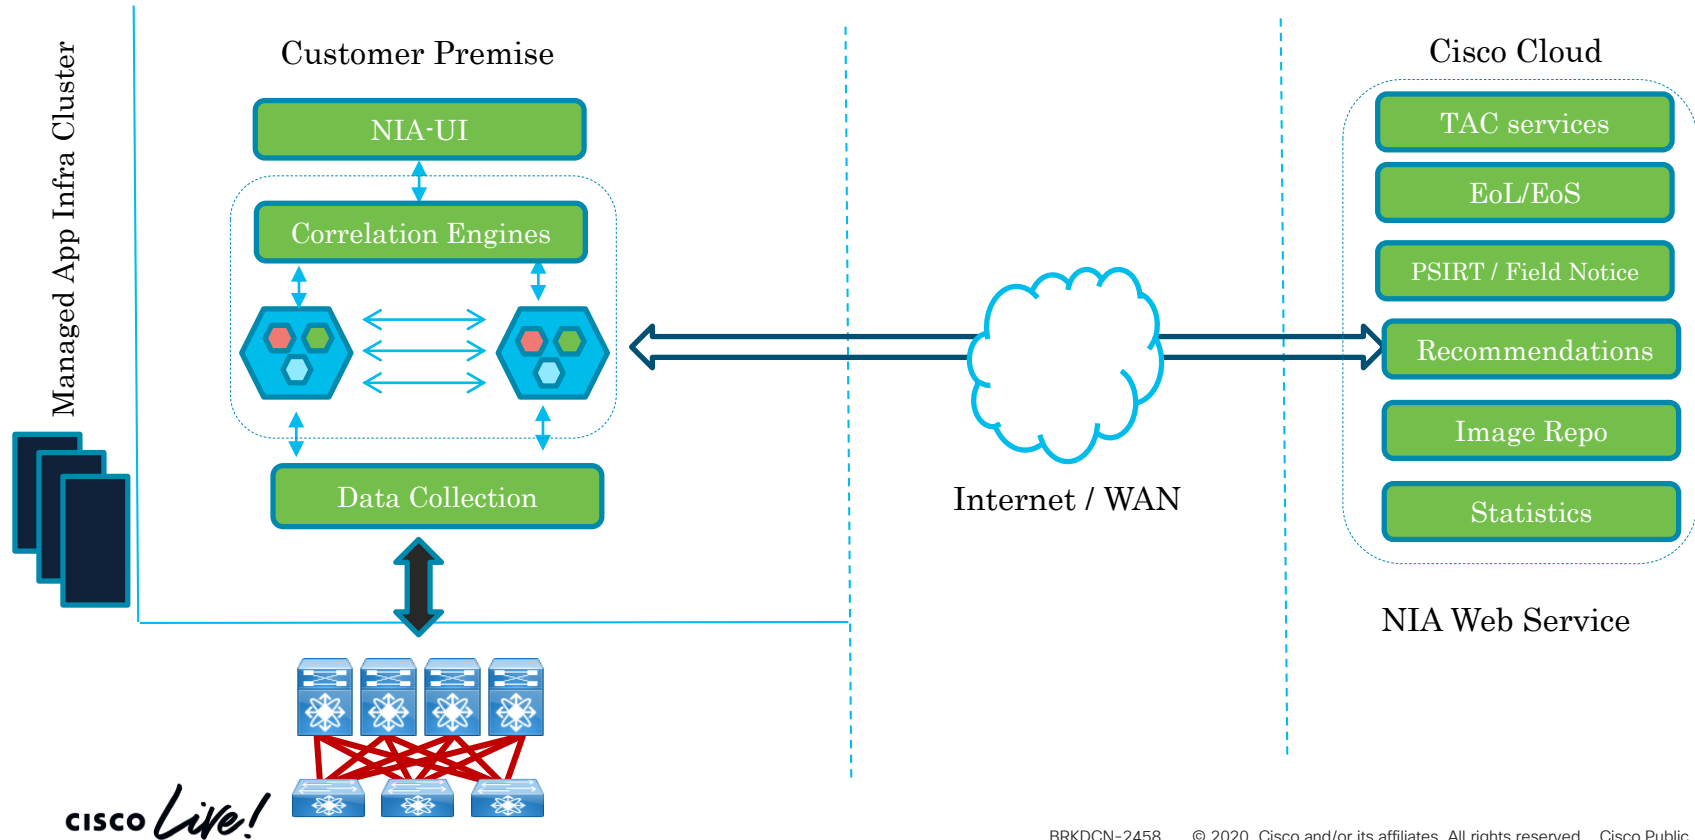 Managed App Infra Cluster
Customer Premise
NIA-UI
Correlation Engines
Data Collection
Internet / WAN
Cisco Cloud
TAC services
EoL/EoS
PSIRT / Field Notice
Recommendations
Image Repo
Statistics
NIA Web Service
CISCO Live!
BRKDCN-2458 © 2020 Cisco and/or its affiliates. All rights reserved. Cisco Public